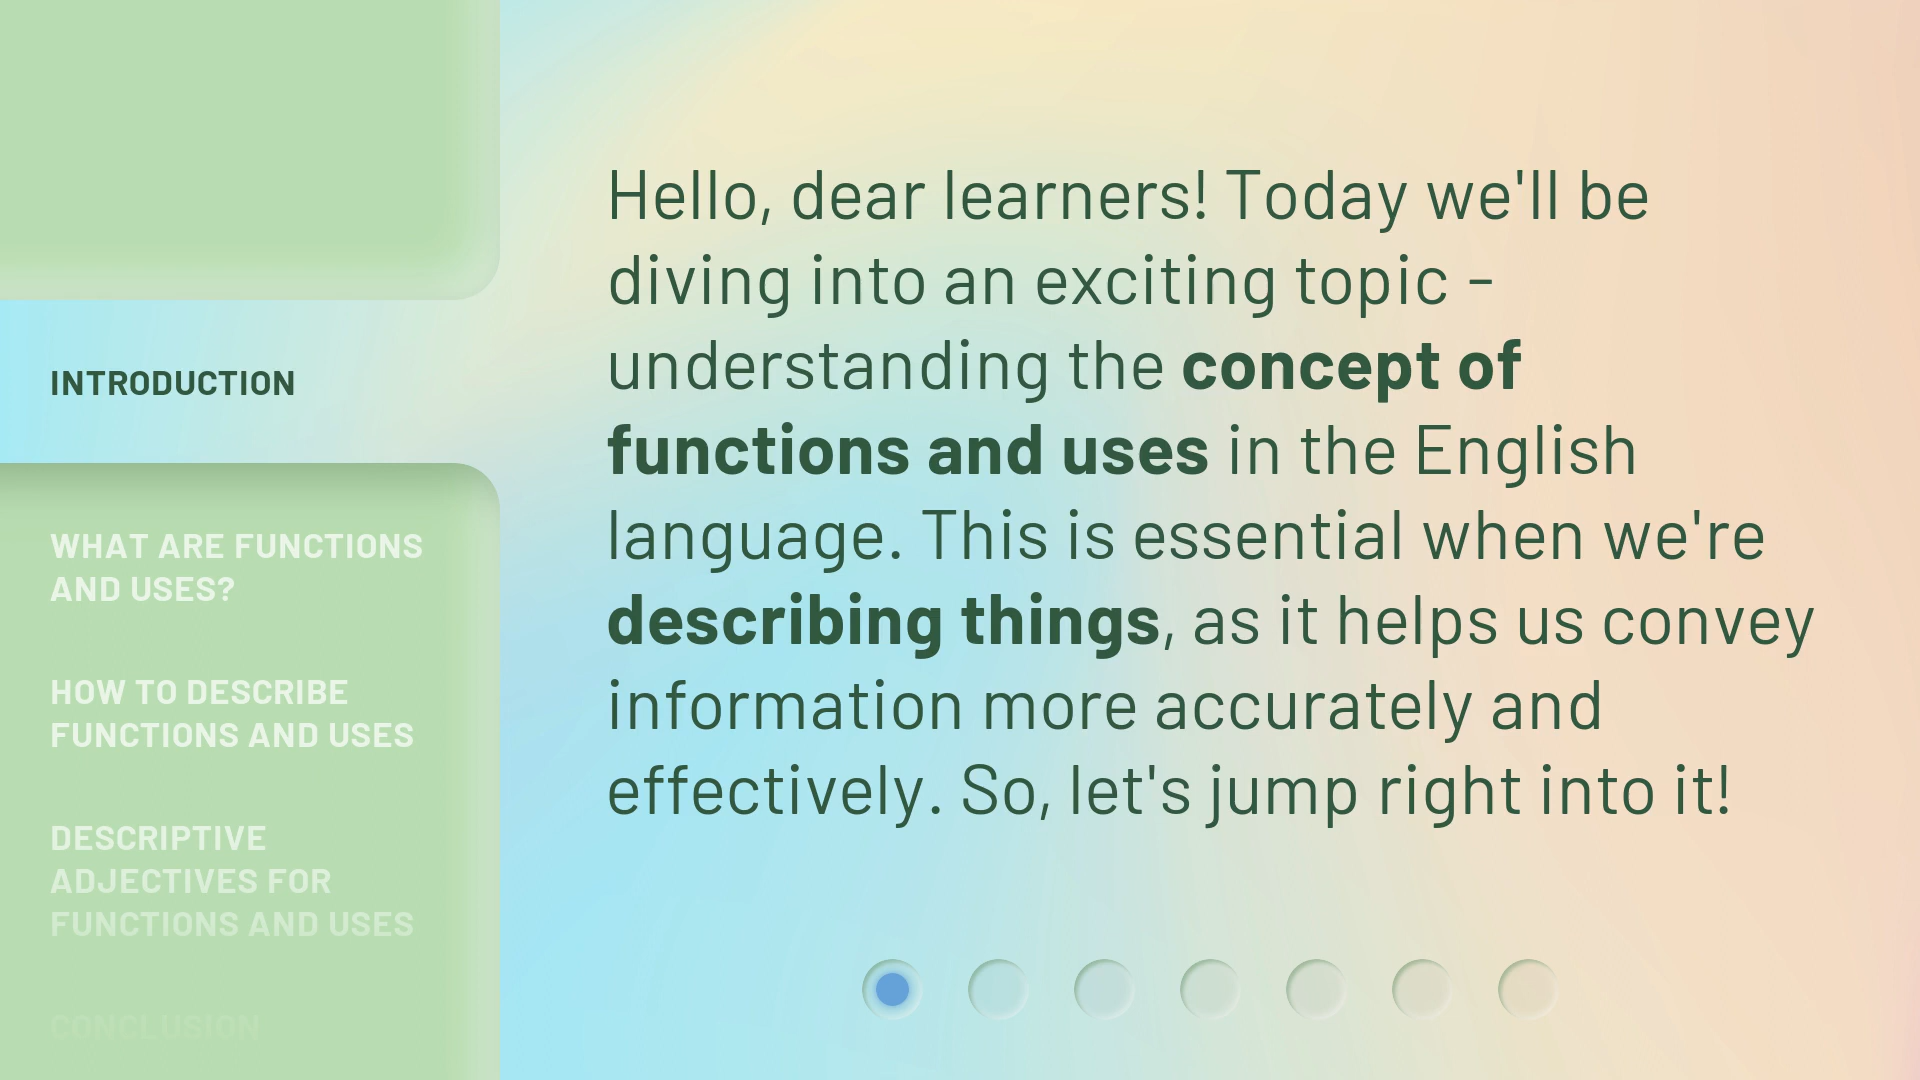 INTRODUCTION
WHAT ARE FUNCTIONS
AND USES?
HOW TO DESCRIBE
FUNCTIONS AND USES
DESCRIPTIVE
ADJECTIVES FOR
FUNCTIONS AND USES
CONCLUSION
Hello, dear learners! Today we'll be
diving into an exciting topic -
understanding the concept of
functions and uses in the English
language. This is essential when we're
describing things, as it helps us convey
information more accurately and
effectively. So, let's jump right into it!